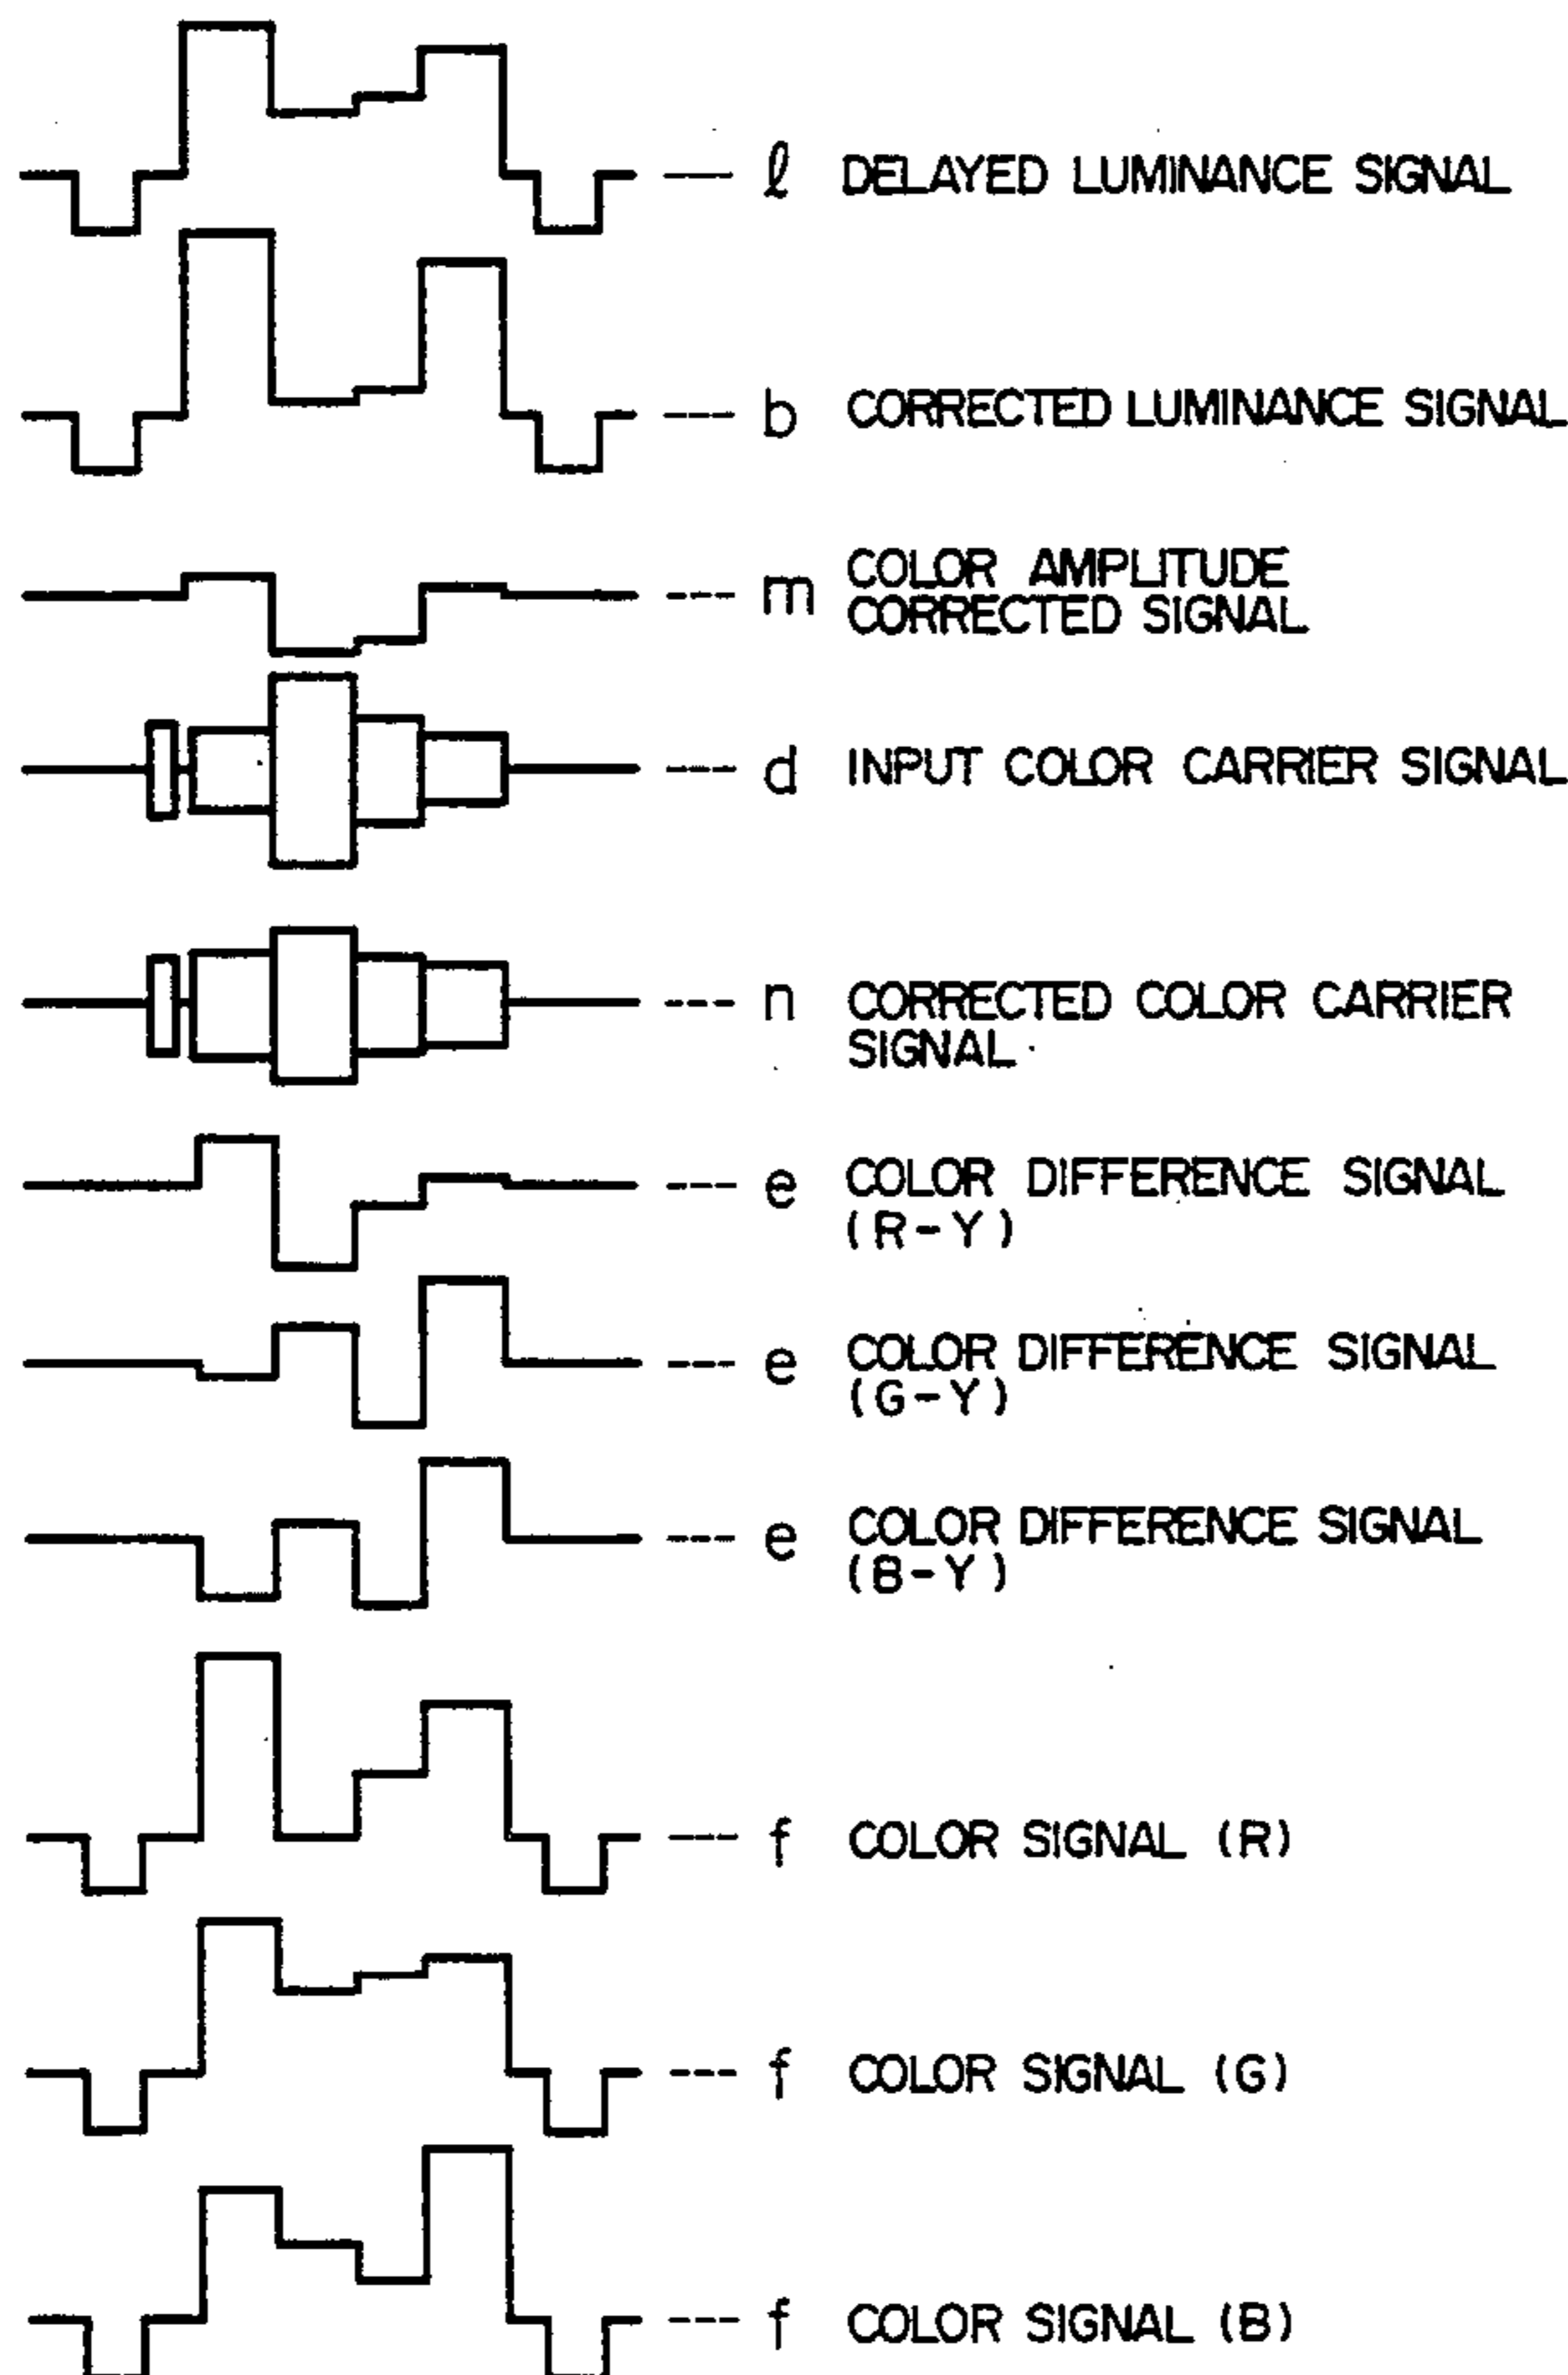 ℓ DELAYED LUMINANCE SIGNAL
b CORRECTED LUMINANCE SIGNAL
m COLOR AMPLITUDE
CORRECTED SIGNAL
d INPUT COLOR CARRIER SIGNAL
n CORRECTED COLOR CARRIER
SIGNAL
e COLOR DIFFERENCE SIGNAL
(R-Y)
e COLOR DIFFERENCE SIGNAL
(G-Y)
e COLOR DIFFERENCE SIGNAL
(B-Y)
f COLOR SIGNAL (R)
f COLOR SIGNAL (G)
f COLOR SIGNAL (B)